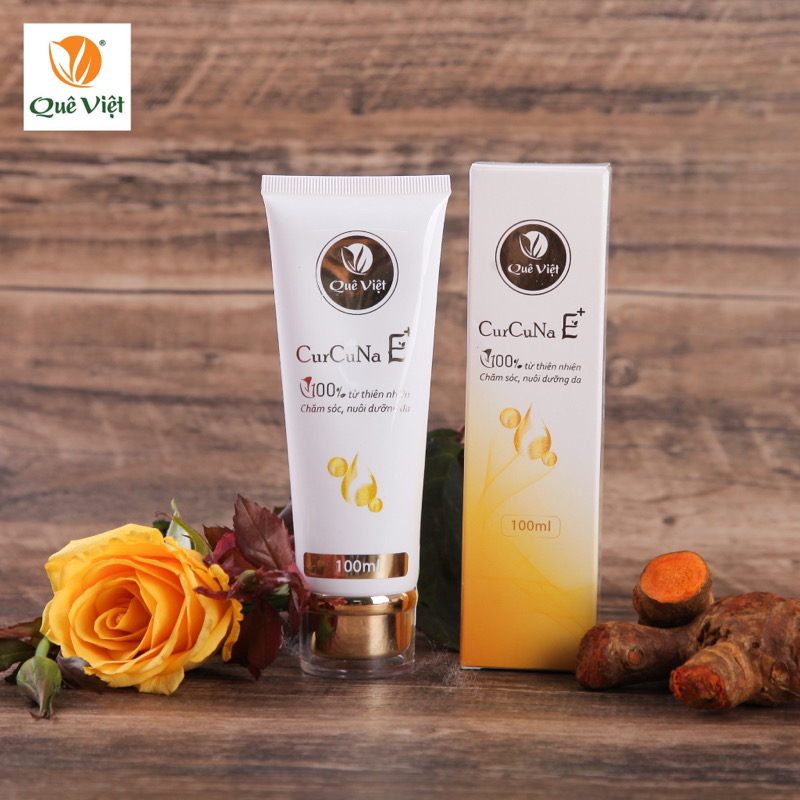 ®
Quê Việt
Quê Việt
CurCuNa E+
100% từ thiên nhiên
Chăm sóc, nuôi dưỡng da
100ml
Quê Việt
CurCuNa E+
100% từ thiên nhiên
Chăm sóc, nuôi dưỡng da
100ml